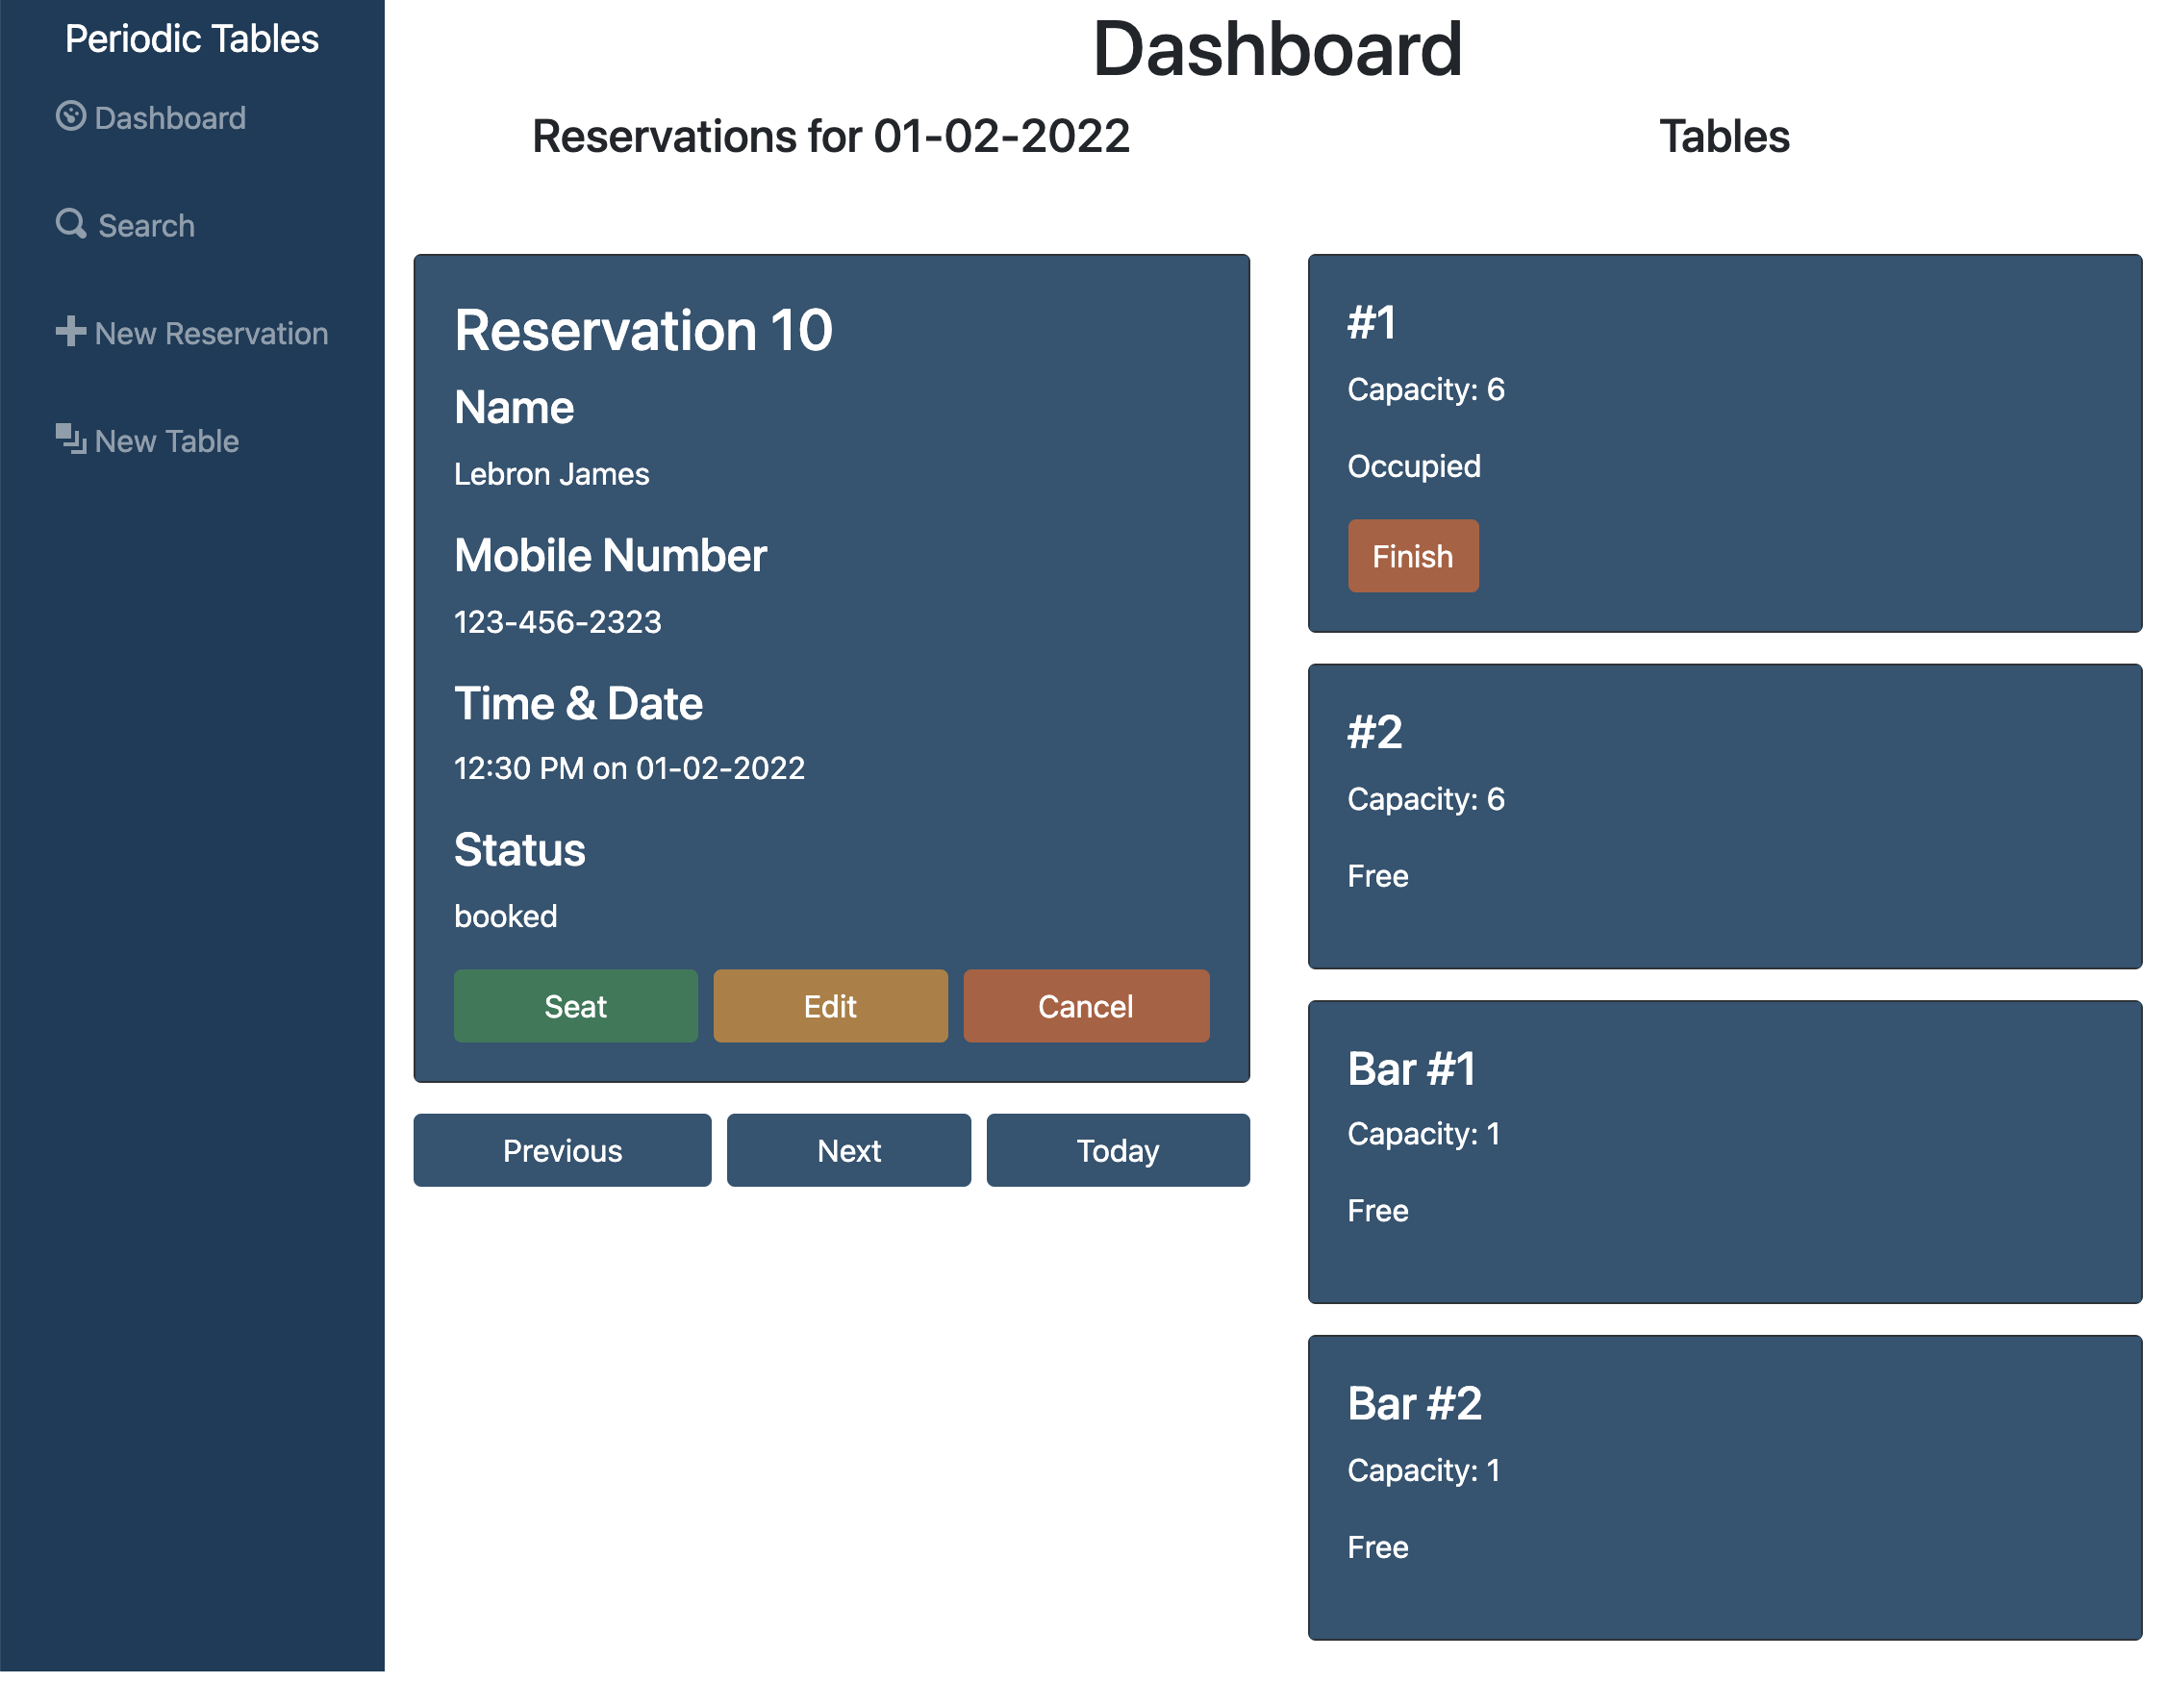 Periodic Tables
Dashboard
Search
New Reservation
New Table
Dashboard
Reservations for 01-02-2022
Reservation 10
Name
Lebron James
Mobile Number
123-456-2323
Time & Date
12:30 PM on 01-02-2022
Status
booked
Seat
Edit
Cancel
Previous
Next
Today
Tables
#1
Capacity: 6
Occupied
Finish
#2
Capacity: 6
Free
Bar #1
Capacity: 1
Free
Bar #2
Capacity: 1
Free